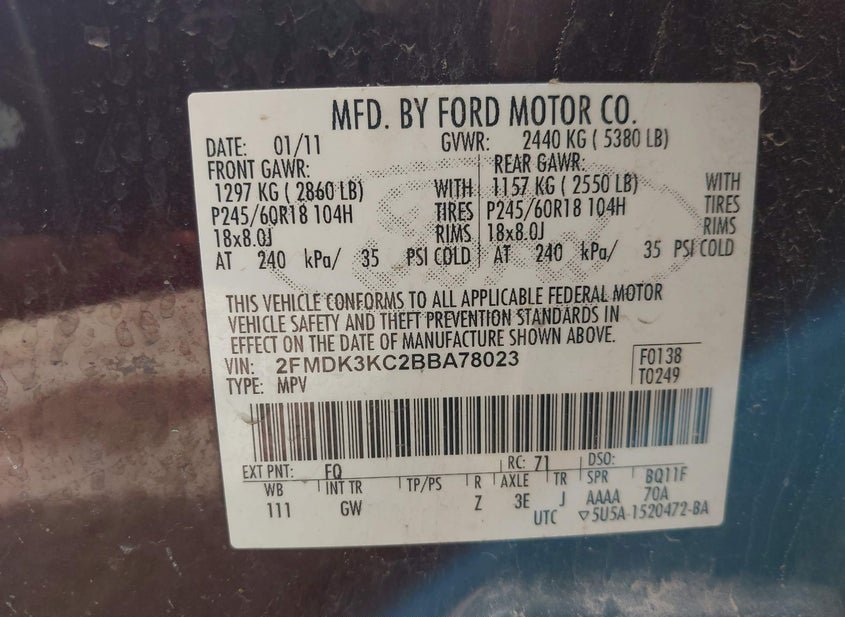 MFD. BY FORD MOTOR CO.
DATE: 01/11 GVWR: 2440 KG ( 5380 LB)
FRONT GAWR: REAR GAWR:
1297 KG ( 2860 LB) WITH 1157 KG ( 2550 LB) WITH
P245/60R18 104H TIRES P245/60R18 104H TIRES
18x8.0J RIMS 18x8.0J RIMS
AT 240 kPa/ 35 PSI COLD AT 240 kPa/ 35 PSI COLD
THIS VEHICLE CONFORMS TO ALL APPLICABLE FEDERAL MOTOR
VEHICLE SAFETY AND THEFT PREVENTION STANDARDS IN
EFFECT ON THE DATE OF MANUFACTURE SHOWN ABOVE.
VIN: 2FMDK3KC2BBA78023 F0138
TYPE: MPV T0249
EXT PNT: FQ RC: 71 DSO:
WB INT TR TP/PS R AXLE TR SPR BQ11F
111 GW Z 3E J AAAA 70A
UTC ▽5U5A-1520472-BA